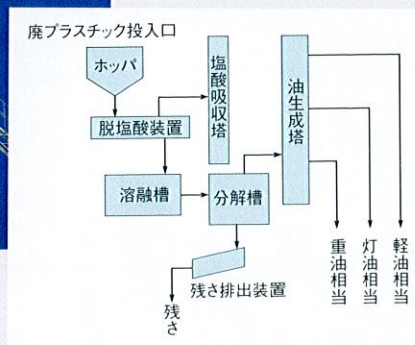 廃プラスチック投入口
ホッパ
脱塩酸装置
塩酸吸収塔
油生成塔
溶融槽
分解槽
残さ排出装置
残さ
重油相当
灯油相当
軽油相当